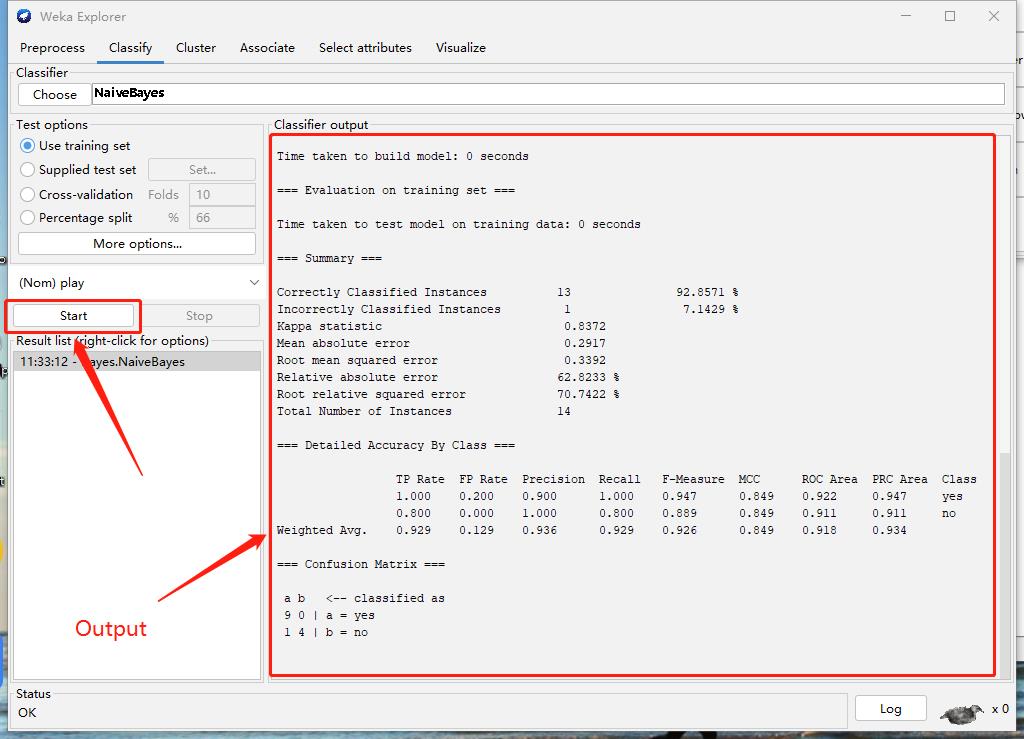 Weka Explorer
Preprocess Classify Cluster Associate Select attributes Visualize
Classifier
Choose NaiveBayes
Test options
Use training set
Supplied test set Set...
Cross-validation Folds 10
Percentage split % 66
More options...
(Nom) play
Start Stop
Result list (right-click for options)
11:33:12 - bayes.NaiveBayes
Output
Classifier output
Time taken to build model: 0 seconds
=== Evaluation on training set ===
Time taken to test model on training data: 0 seconds
=== Summary ===
Correctly Classified Instances 13 92.8571 %
Incorrectly Classified Instances 1 7.1429 %
Kappa statistic 0.8372
Mean absolute error 0.2917
Root mean squared error 0.3392
Relative absolute error 62.8233 %
Root relative squared error 70.7422 %
Total Number of Instances 14
=== Detailed Accuracy By Class ===
TP Rate FP Rate Precision Recall F-Measure MCC ROC Area PRC Area Class
1.000 0.200 0.900 1.000 0.947 0.849 0.922 0.947 yes
0.800 0.000 1.000 0.800 0.889 0.849 0.911 0.911 no
Weighted Avg. 0.929 0.129 0.936 0.929 0.926 0.849 0.918 0.934
=== Confusion Matrix ===
a b <-- classified as
9 0 | a = yes
1 4 | b = no
Status
OK
Log x 0